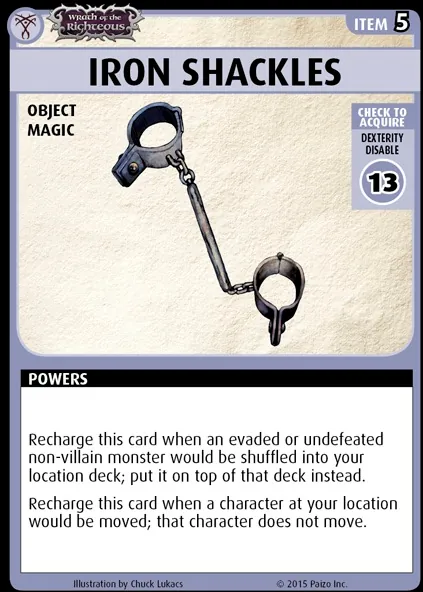 Wrath of the
Righteous
ITEM 5
IRON SHACKLES
OBJECT
MAGIC
CHECK TO
ACQUIRE
DEXTERITY
DISABLE
13
POWERS
Recharge this card when an evaded or undefeated
non-villain monster would be shuffled into your
location deck; put it on top of that deck instead.
Recharge this card when a character at your location
would be moved; that character does not move.
Illustration by Chuck Lukacs © 2015 Paizo Inc.